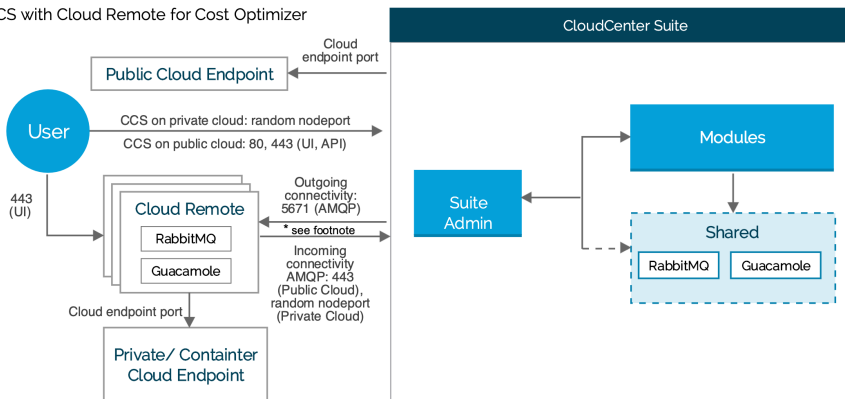 CS with Cloud Remote for Cost Optimizer
CloudCenter Suite
Cloud
endpoint port
Public Cloud Endpoint
User
CCS on private cloud: random nodeport
CCS on public cloud: 80, 443 (UI, API)
Modules
443
(UI)
Outgoing
connectivity:
5671 (AMQP)
* see footnote
Incoming
connectivity
AMQP: 443
(Public Cloud),
random nodeport
(Private Cloud)
Cloud Remote
RabbitMQ
Guacamole
Suite
Admin
Shared
RabbitMQ
Guacamole
Cloud endpoint port
Private/ Containter
Cloud Endpoint